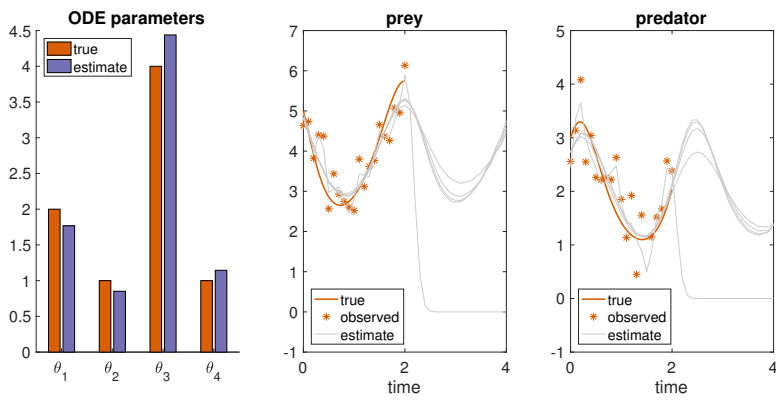 ODE parameters
4.5
4
3.5
3
2.5
2
1.5
1
0.5
0
true
estimate
θ1 θ2 θ3 θ4
prey
7
6
5
4
3
2
1
0
-1
true
observed
estimate
0 2 4
time
predator
5
4
3
2
1
0
-1
true
observed
estimate
0 2 4
time